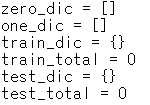 zero_dic = []
one_dic = []
train_dic = {}
train_total = 0
test_dic = {}
test_total = 0